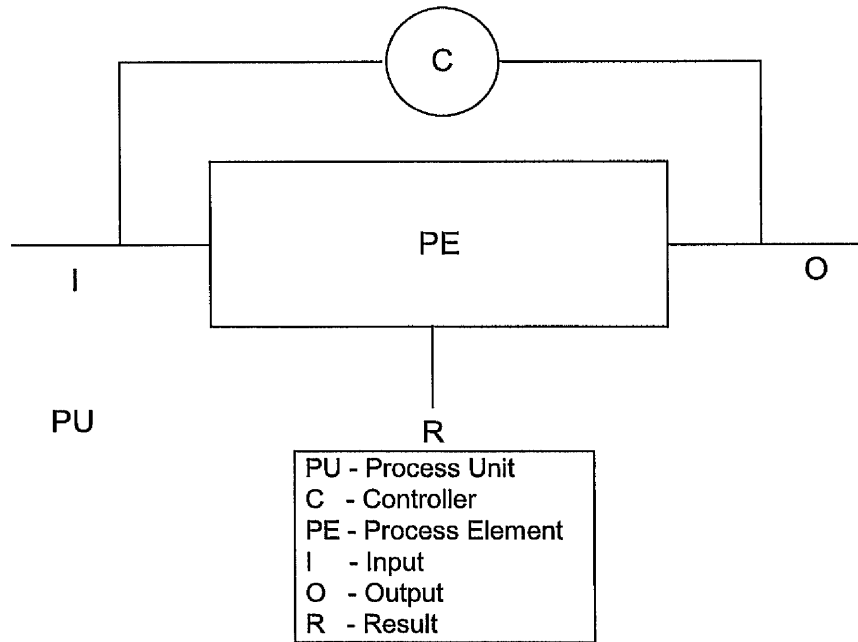 C
PE
I
O
PU
R
PU - Process Unit
C - Controller
PE - Process Element
I - Input
O - Output
R - Result